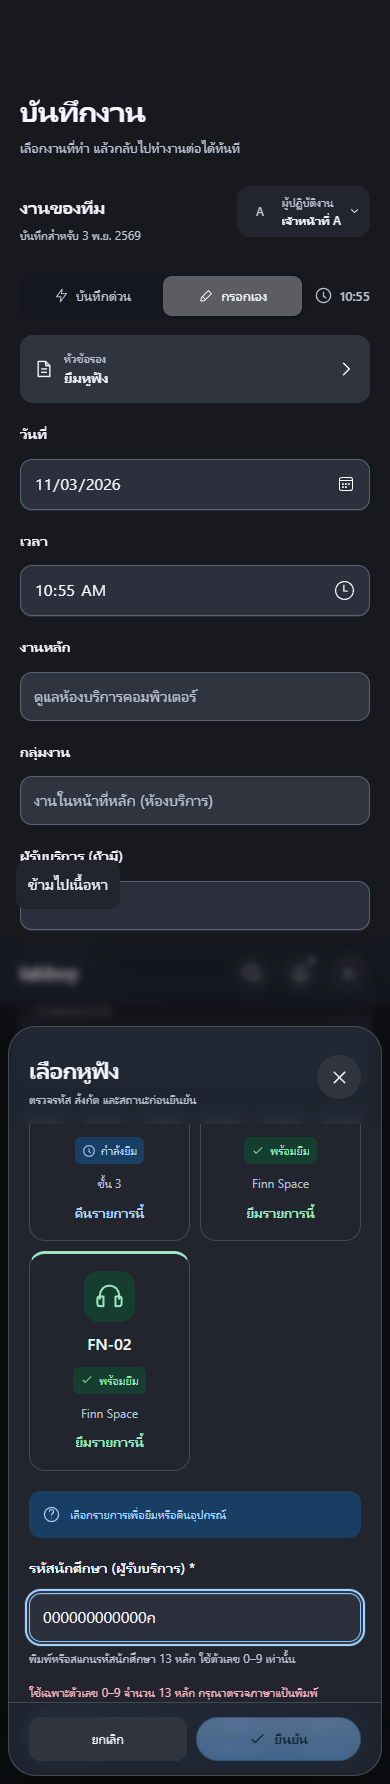 บันทึกงาน
เลือกงานที่ทำ แล้วกลับไปทำงานต่อได้ทันที
งานของทีม
บันทึกสำหรับ 3 พ.ย. 2569
A
ผู้ปฏิบัติงาน
เจ้าหน้าที่ A
บันทึกด่วน
กรอกเอง
10:55
หัวข้อรอง
ยืมหูฟัง
วันที่
11/03/2026
เวลา
10:55 AM
งานหลัก
ดูแลห้องบริการคอมพิวเตอร์
กลุ่มงาน
งานในหน้าที่หลัก (ห้องบริการ)
ผู้รับบริการ (ถ้ามี)
ข้ามไปเนื้อหา
เลือกหูฟัง
ตรวจรหัส สังกัด และสถานะก่อนยืนยัน
กำลังยืม
ชั้น 3
คืนรายการนี้
พร้อมยืม
Finn Space
ยืมรายการนี้
FN-02
พร้อมยืม
Finn Space
ยืมรายการนี้
เลือกรายการเพื่อยืมหรือคืนอุปกรณ์
รหัสนักศึกษา (ผู้รับบริการ) *
000000000000ก
พิมพ์หรือสแกนรหัสนักศึกษา 13 หลัก ใช้ตัวเลข 0–9 เท่านั้น
ใช้เฉพาะตัวเลข 0–9 จำนวน 13 หลัก กรุณาตรวจภาษาแป้นพิมพ์
ยกเลิก
ยืนยัน